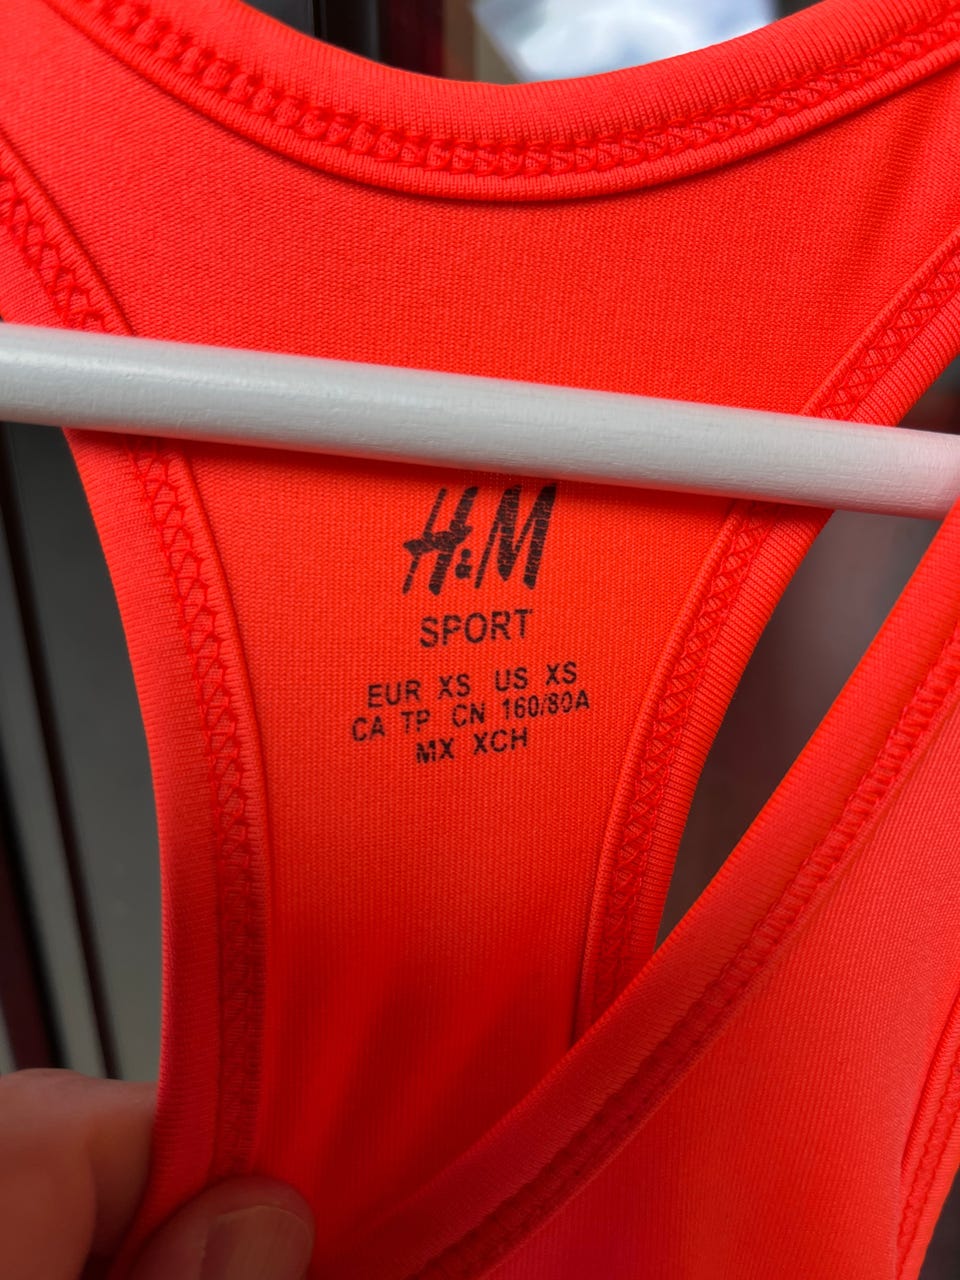 H&M
SPORT
EUR XS US XS
CA TP CN 160/80A
MX XCH